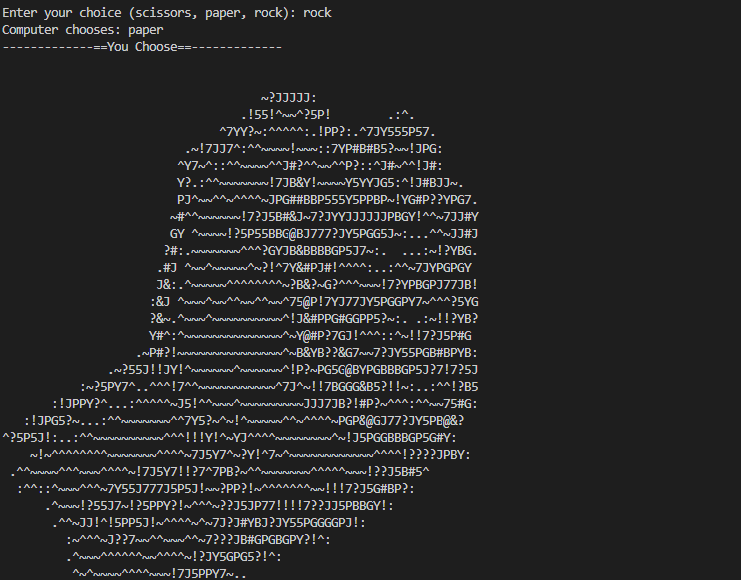 Enter your choice (scissors, paper, rock): rock
Computer chooses: paper
-------------==You Choose==-------------